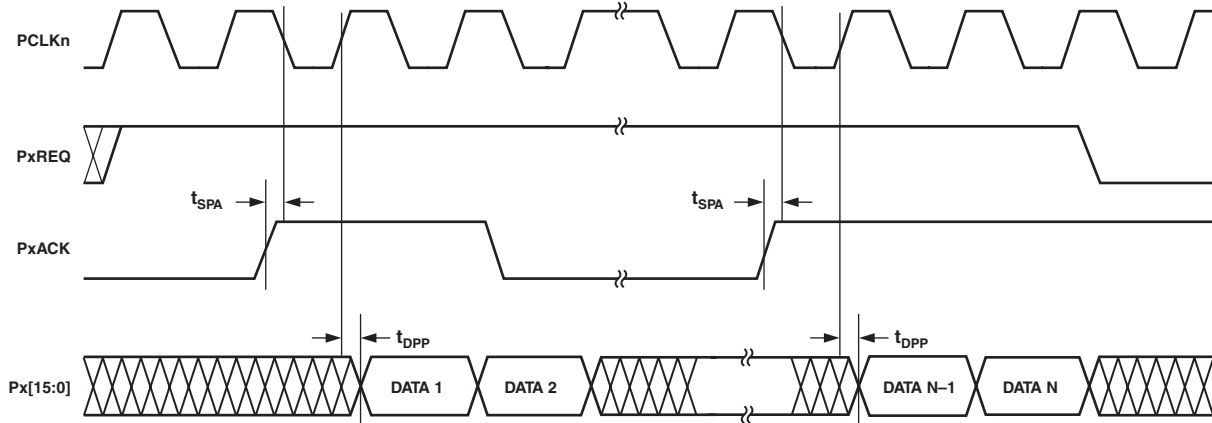 PCLKn
PxREQ
tSPA
tSPA
PxACK
tDPP
tDPP
Px[15:0]
DATA 1
DATA 2
DATA N–1
DATA N